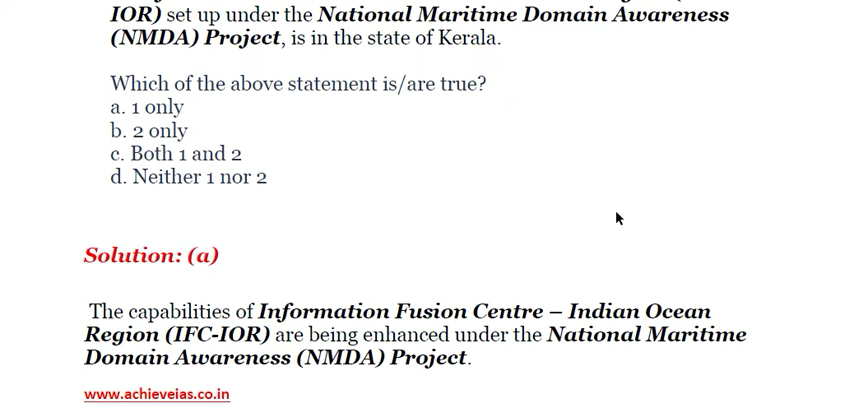 IOR) set up under the National Maritime Domain Awareness
(NMDA) Project, is in the state of Kerala.
Which of the above statement is/are true?
a. 1 only
b. 2 only
c. Both 1 and 2
d. Neither 1 nor 2
Solution: (a)
The capabilities of Information Fusion Centre – Indian Ocean
Region (IFC-IOR) are being enhanced under the National Maritime
Domain Awareness (NMDA) Project.
www.achieveias.co.in